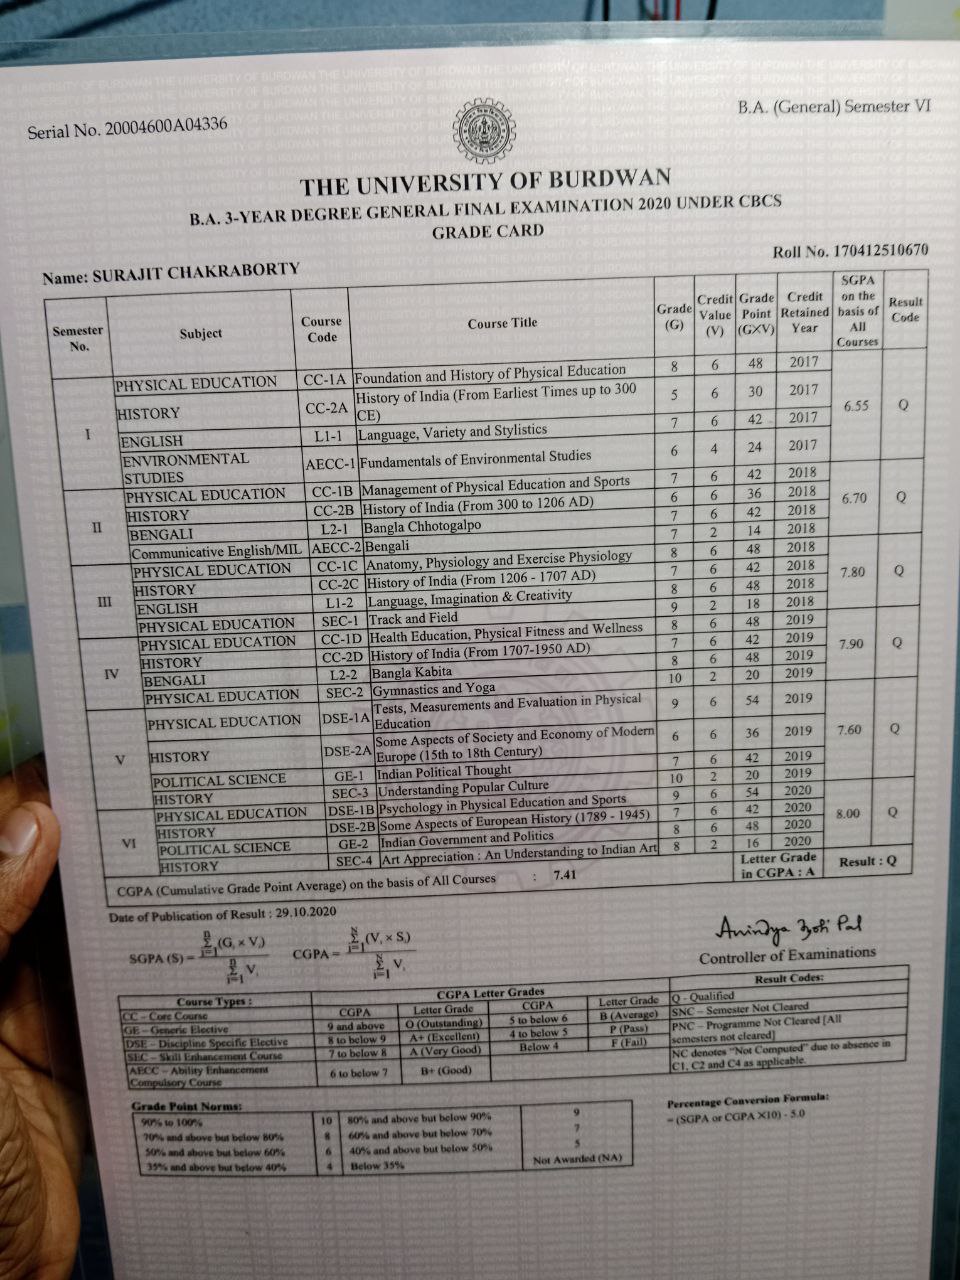 Serial No. 20004600A04336
B.A. (General) Semester VI
THE UNIVERSITY OF BURDWAN
B.A. 3-YEAR DEGREE GENERAL FINAL EXAMINATION 2020 UNDER CBCS
GRADE CARD
Name: SURAJIT CHAKRABORTY
Roll No. 170412510670
Semester No. Subject Course Code Course Title Grade (G) Credit Value (V) Grade Point (GXV) Credit Retained Year SGPA on the basis of All Courses Result Code
I PHYSICAL EDUCATION CC-1A Foundation and History of Physical Education 8 6 48 2017 6.55 Q
HISTORY CC-2A History of India (From Earliest Times up to 300 CE) 5 6 30 2017
ENGLISH L1-1 Language, Variety and Stylistics 7 6 42 2017
ENVIRONMENTAL STUDIES AECC-1 Fundamentals of Environmental Studies 6 4 24 2017
II PHYSICAL EDUCATION CC-1B Management of Physical Education and Sports 7 6 42 2018 6.70 Q
HISTORY CC-2B History of India (From 300 to 1206 AD) 6 6 36 2018
BENGALI L2-1 Bangla Chhotogalpo 7 6 42 2018
Communicative English/MIL AECC-2 Bengali 7 2 14 2018
III PHYSICAL EDUCATION CC-1C Anatomy, Physiology and Exercise Physiology 8 6 48 2018 7.80 Q
HISTORY CC-2C History of India (From 1206 - 1707 AD) 7 6 42 2018
ENGLISH L1-2 Language, Imagination & Creativity 8 6 48 2018
PHYSICAL EDUCATION SEC-1 Track and Field 9 2 18 2018
IV PHYSICAL EDUCATION CC-1D Health Education, Physical Fitness and Wellness 8 6 48 2019 7.90 Q
HISTORY CC-2D History of India (From 1707-1950 AD) 7 6 42 2019
BENGALI L2-2 Bangla Kabita 8 6 48 2019
PHYSICAL EDUCATION SEC-2 Gymnastics and Yoga 10 2 20 2019
V PHYSICAL EDUCATION DSE-1A Tests, Measurements and Evaluation in Physical Education 9 6 54 2019 7.60 Q
HISTORY DSE-2A Some Aspects of Society and Economy of Modern Europe (15th to 18th Century) 6 6 36 2019
POLITICAL SCIENCE GE-1 Indian Political Thought 7 6 42 2019
HISTORY SEC-3 Understanding Popular Culture 10 2 20 2019
VI PHYSICAL EDUCATION DSE-1B Psychology in Physical Education and Sports 9 6 54 2020 8.00 Q
HISTORY DSE-2B Some Aspects of European History (1789 - 1945) 7 6 42 2020
POLITICAL SCIENCE GE-2 Indian Government and Politics 8 6 48 2020
HISTORY SEC-4 Art Appreciation : An Understanding to Indian Art 8 2 16 2020
CGPA (Cumulative Grade Point Average) on the basis of All Courses : 7.41 Letter Grade in CGPA : A Result : Q
Date of Publication of Result : 29.10.2020
SGPA (S) = n Σ i=1 (Gi x Vi) / n Σ i=1 Vi
CGPA = N Σ i=1 (Vi x Si) / N Σ i=1 Vi
Anindya Jyoti Pal
Controller of Examinations
Course Types :
CC – Core Course
GE – Generic Elective
DSE – Discipline Specific Elective
SEC – Skill Enhancement Course
AECC – Ability Enhancement Compulsory Course
CGPA Letter Grades
CGPA Letter Grade CGPA Letter Grade
9 and above O (Outstanding) 5 to below 6 B (Average)
8 to below 9 A+ (Excellent) 4 to below 5 P (Pass)
7 to below 8 A (Very Good) Below 4 F (Fail)
6 to below 7 B+ (Good)
Result Codes:
Q - Qualified
SNC – Semester Not Cleared
PNC – Programme Not Cleared [All semesters not cleared]
NC denotes "Not Computed" due to absence in C1, C2 and C4 as applicable.
Grade Point Norms:
90% to 100% 10 80% and above but below 90% 9
70% and above but below 80% 8 60% and above but below 70% 7
50% and above but below 60% 6 40% and above but below 50% 5
35% and above but below 40% 4 Below 35% Not Awarded (NA)
Percentage Conversion Formula:
= (SGPA or CGPA X10) - 5.0